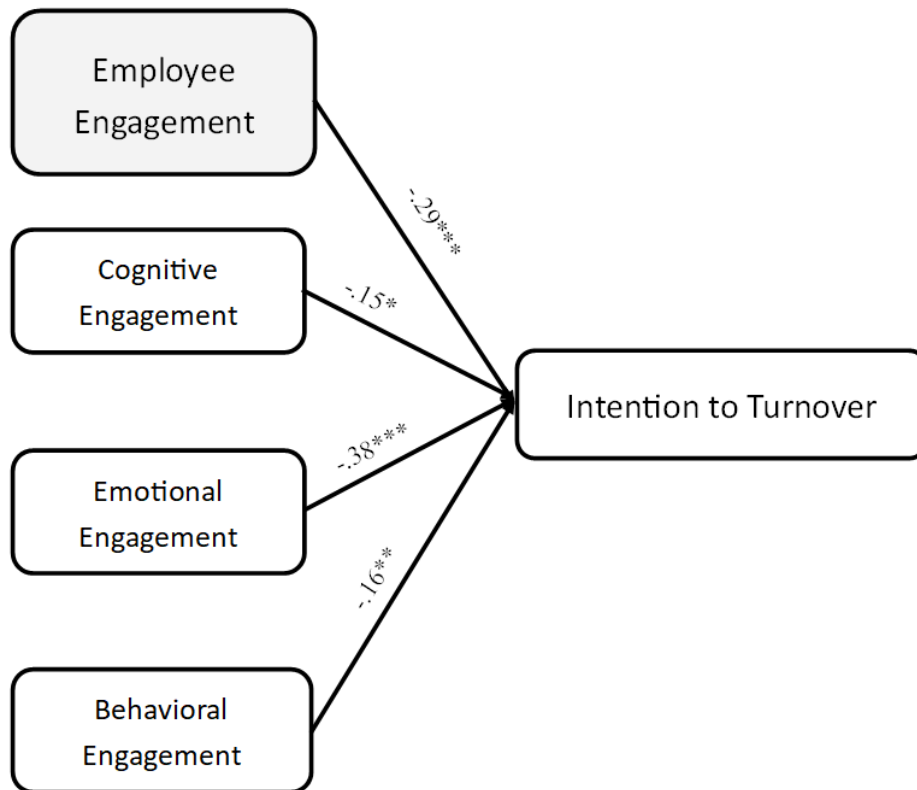 Employee
Engagement
-.29***
Cognitive
Engagement
-.15*
Intention to Turnover
-.38***
Emotional
Engagement
-.16**
Behavioral
Engagement